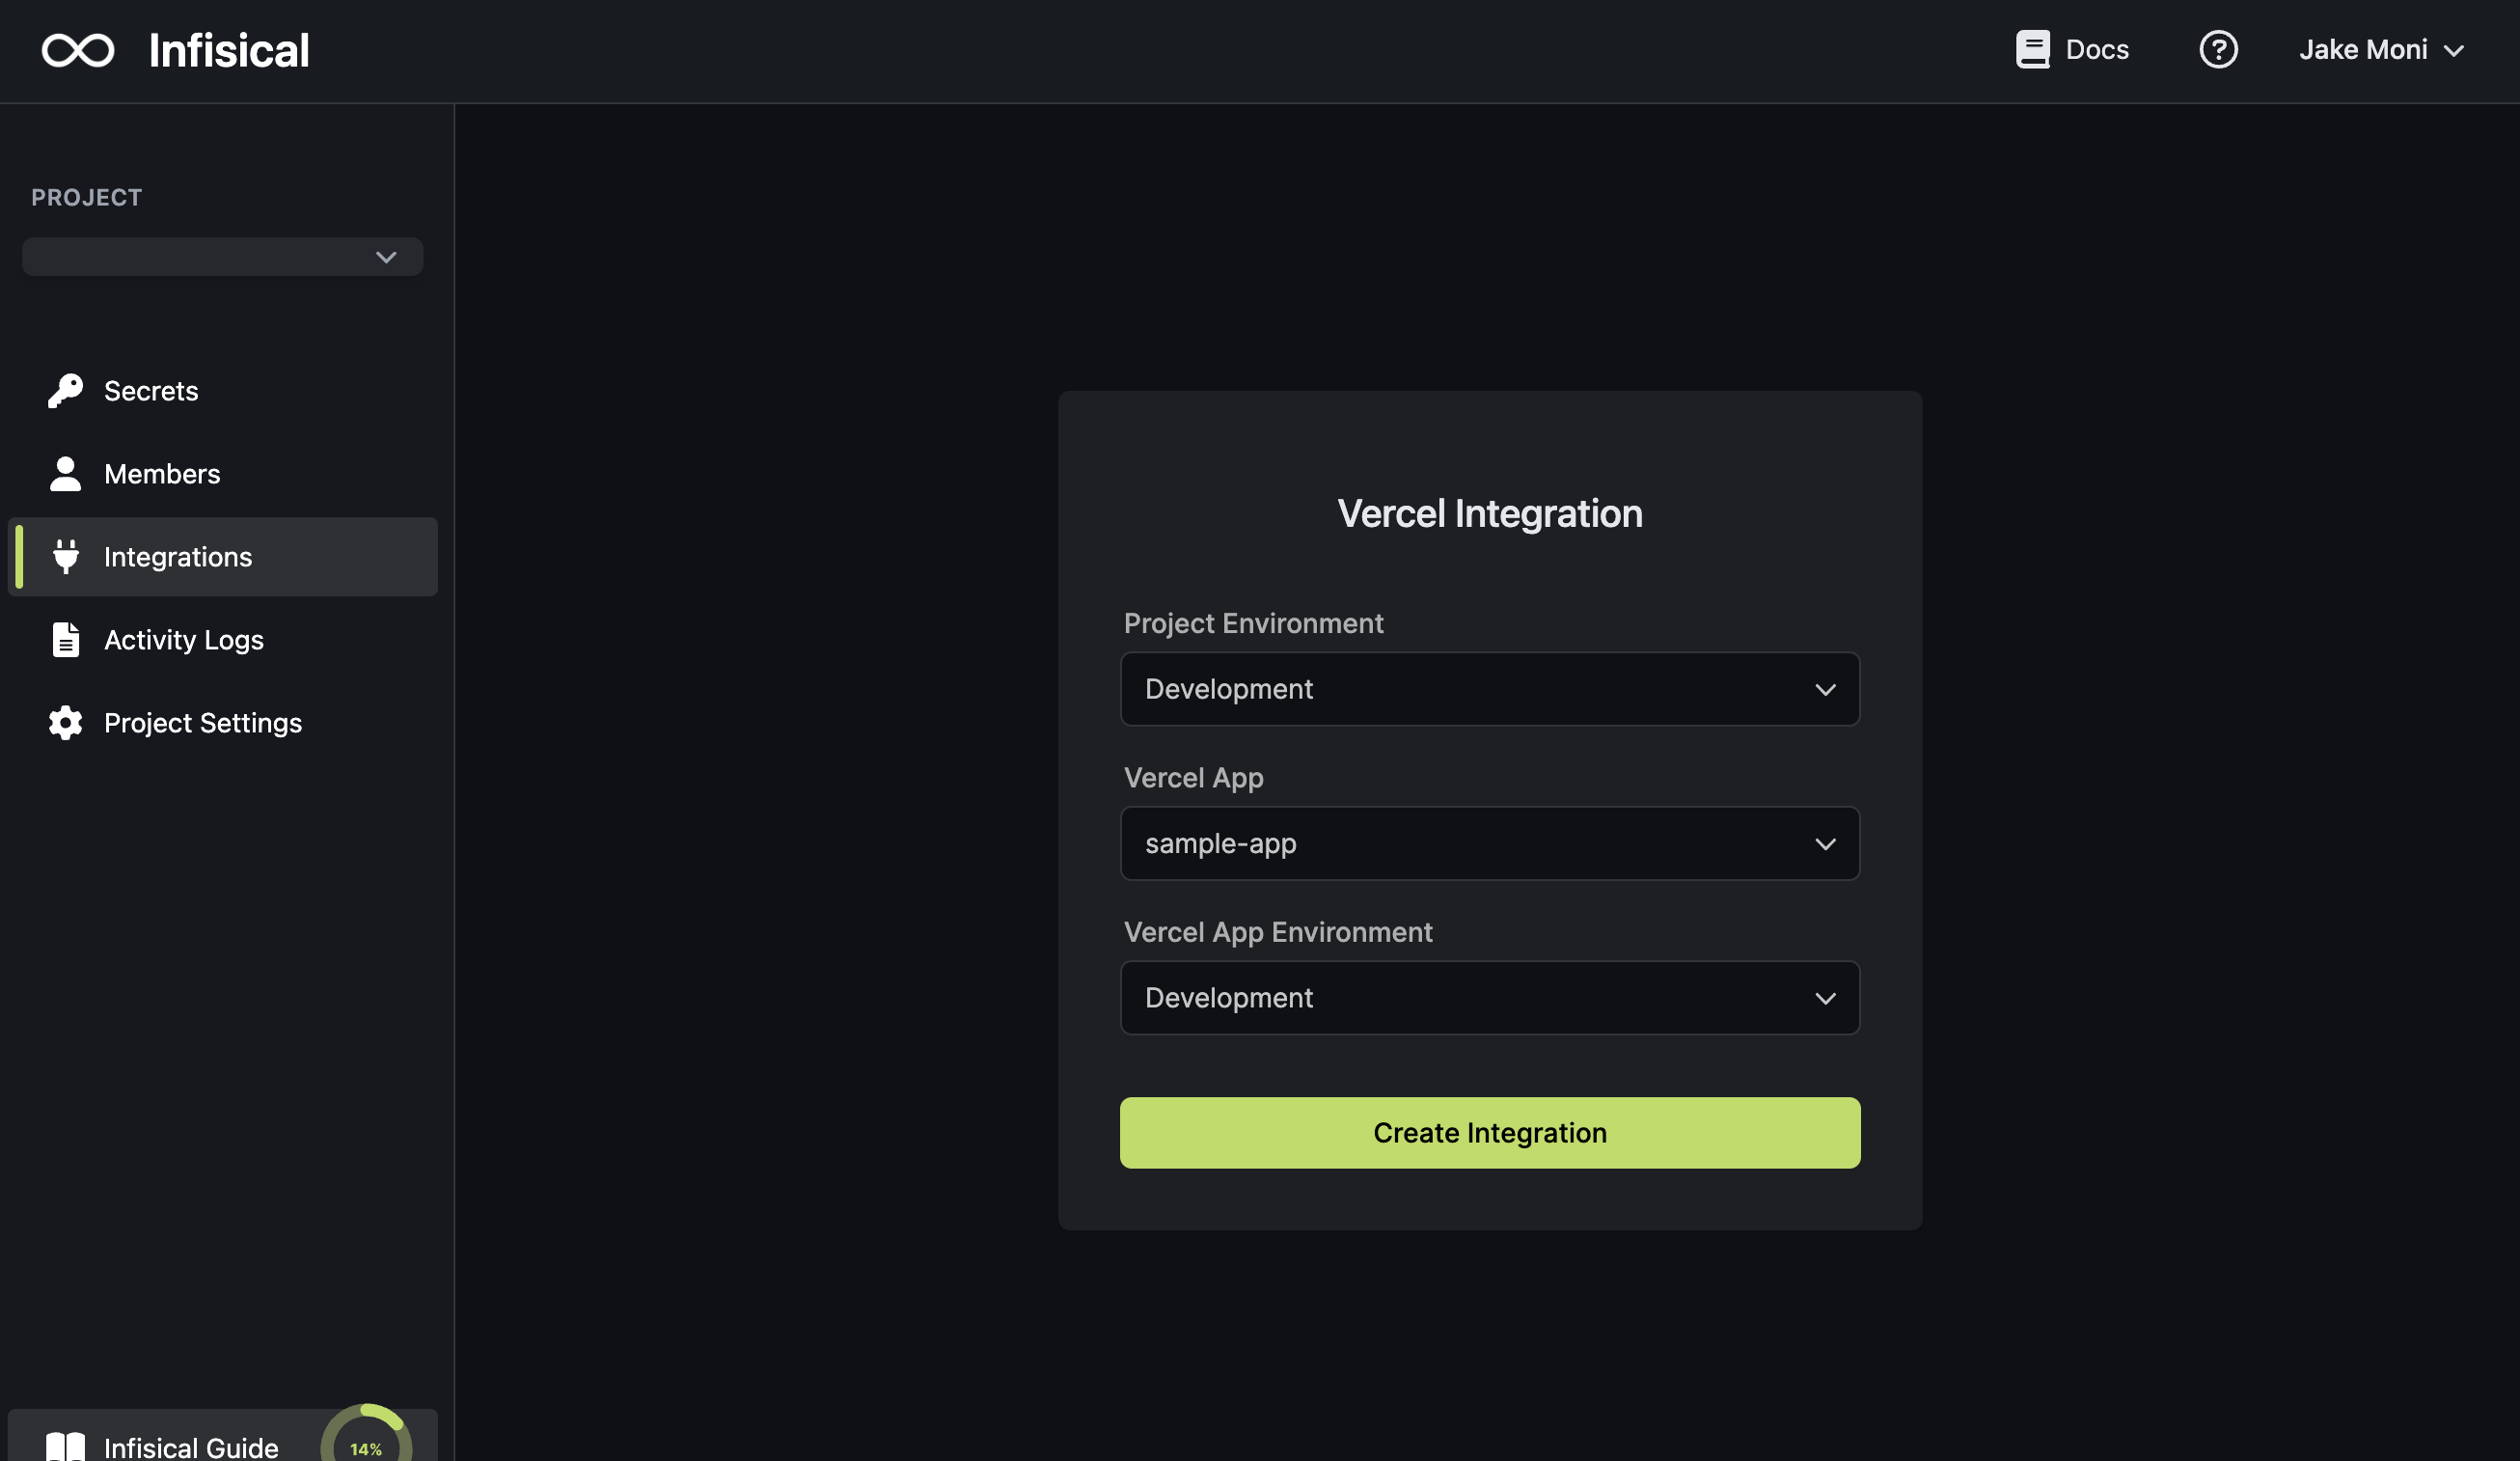 Infisical
Docs
Jake Moni
PROJECT
Secrets
Members
Integrations
Activity Logs
Project Settings
Infisical Guide
14%
Vercel Integration
Project Environment
Development
Vercel App
sample-app
Vercel App Environment
Development
Create Integration